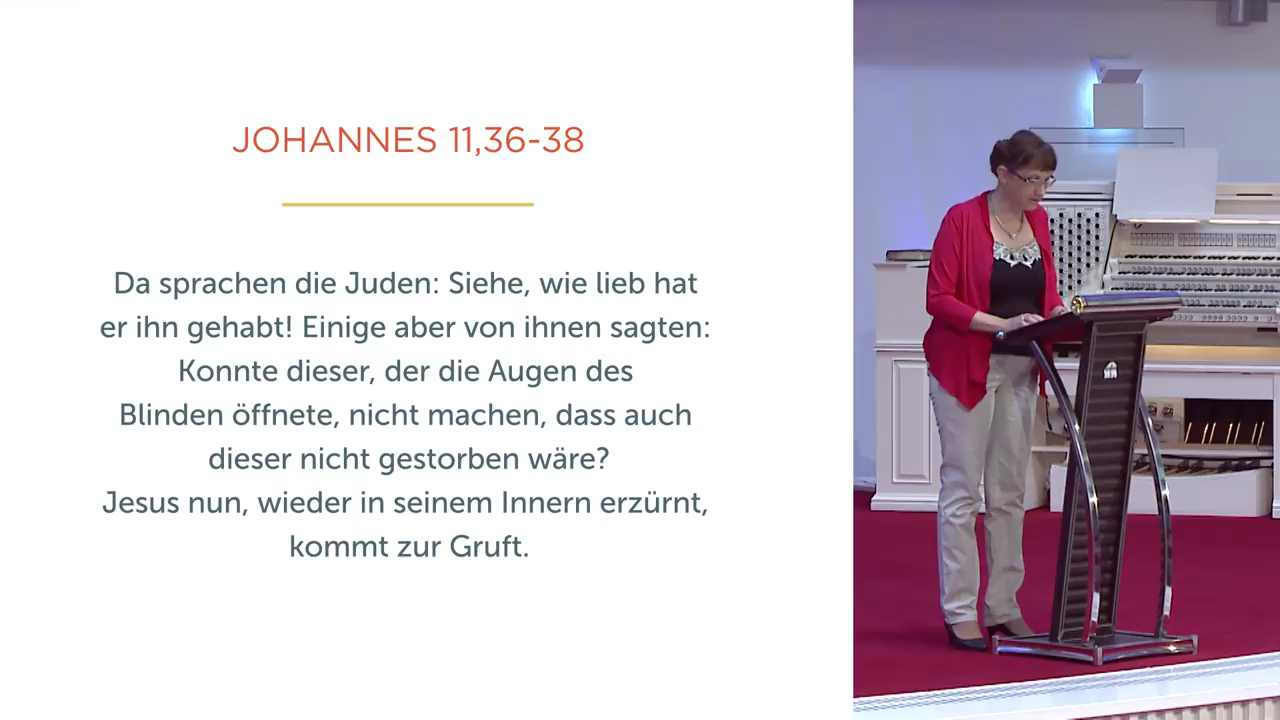 JOHANNES 11,36-38
Da sprachen die Juden: Siehe, wie lieb hat
er ihn gehabt! Einige aber von ihnen sagten:
Konnte dieser, der die Augen des
Blinden öffnete, nicht machen, dass auch
dieser nicht gestorben wäre?
Jesus nun, wieder in seinem Innern erzürnt,
kommt zur Gruft.